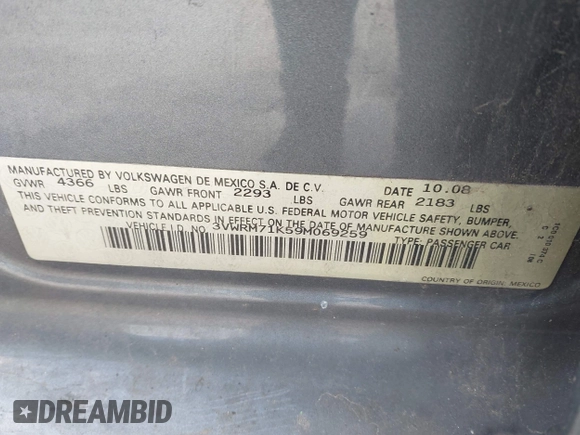 MANUFACTURED BY VOLKSWAGEN DE MEXICO S.A. DE C.V. DATE 10.08
GVWR 4366 LBS GAWR FRONT 2293 LBS GAWR REAR 2183 LBS
THIS VEHICLE CONFORMS TO ALL APPLICABLE U.S. FEDERAL MOTOR VEHICLE SAFETY, BUMPER,
AND THEFT PREVENTION STANDARDS IN EFFECT ON THE DATE OF MANUFACTURE SHOWN ABOVE.
VEHICLE I.D. NO. 3VWRM71K59M069259 TYPE: PASSENGER CAR
COUNTRY OF ORIGIN: MEXICO
DREAMBID